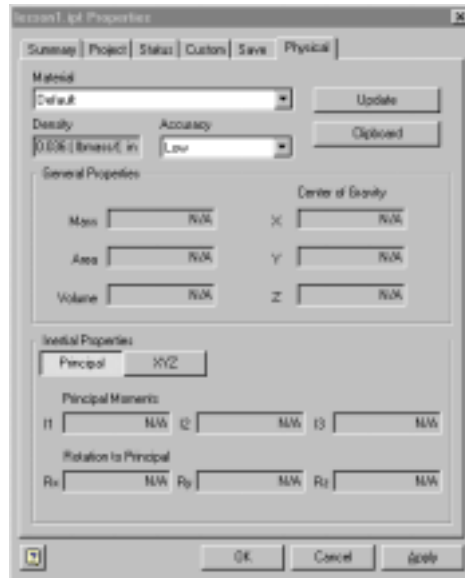 lesson1.ipt Properties
Summary Project Status Custom Save Physical
Material
Default Update
Density Accuracy Clipboard
Low
General Properties
Center of Gravity
Mass N/A X N/A
Area N/A Y N/A
Volume N/A Z N/A
Inertial Properties
Principal XYZ
Principal Moments
I1 N/A I2 N/A I3 N/A
Rotation to Principal
Rx N/A Ry N/A Rz N/A
OK Cancel Apply